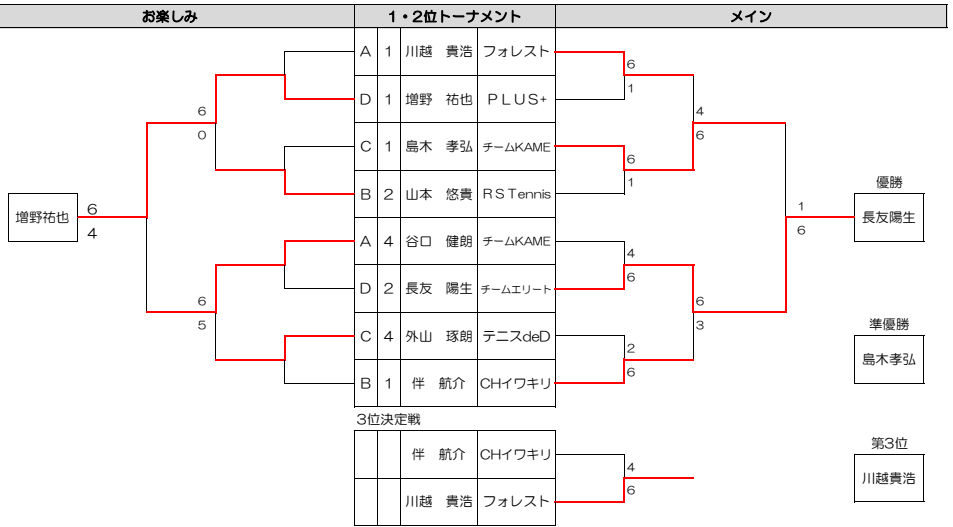 お楽しみ 1・2位トーナメント メイン
A 1 川越 貴浩 フォレスト
6
1
D 1 増野 祐也 PLUS+
6
0
4
6
C 1 島木 孝弘 チームKAME
6
1
B 2 山本 悠貴 RSTennis
優勝
増野祐也 6
4
1
6
長友陽生
A 4 谷口 健朗 チームKAME
4
6
D 2 長友 陽生 チームエリート
6
5
6
3
C 4 外山 琢朗 テニスdeD
2
6
準優勝
島木孝弘
B 1 伴 航介 CHイワキリ
3位決定戦
伴 航介 CHイワキリ
4
6
川越 貴浩 フォレスト
第3位
川越貴浩